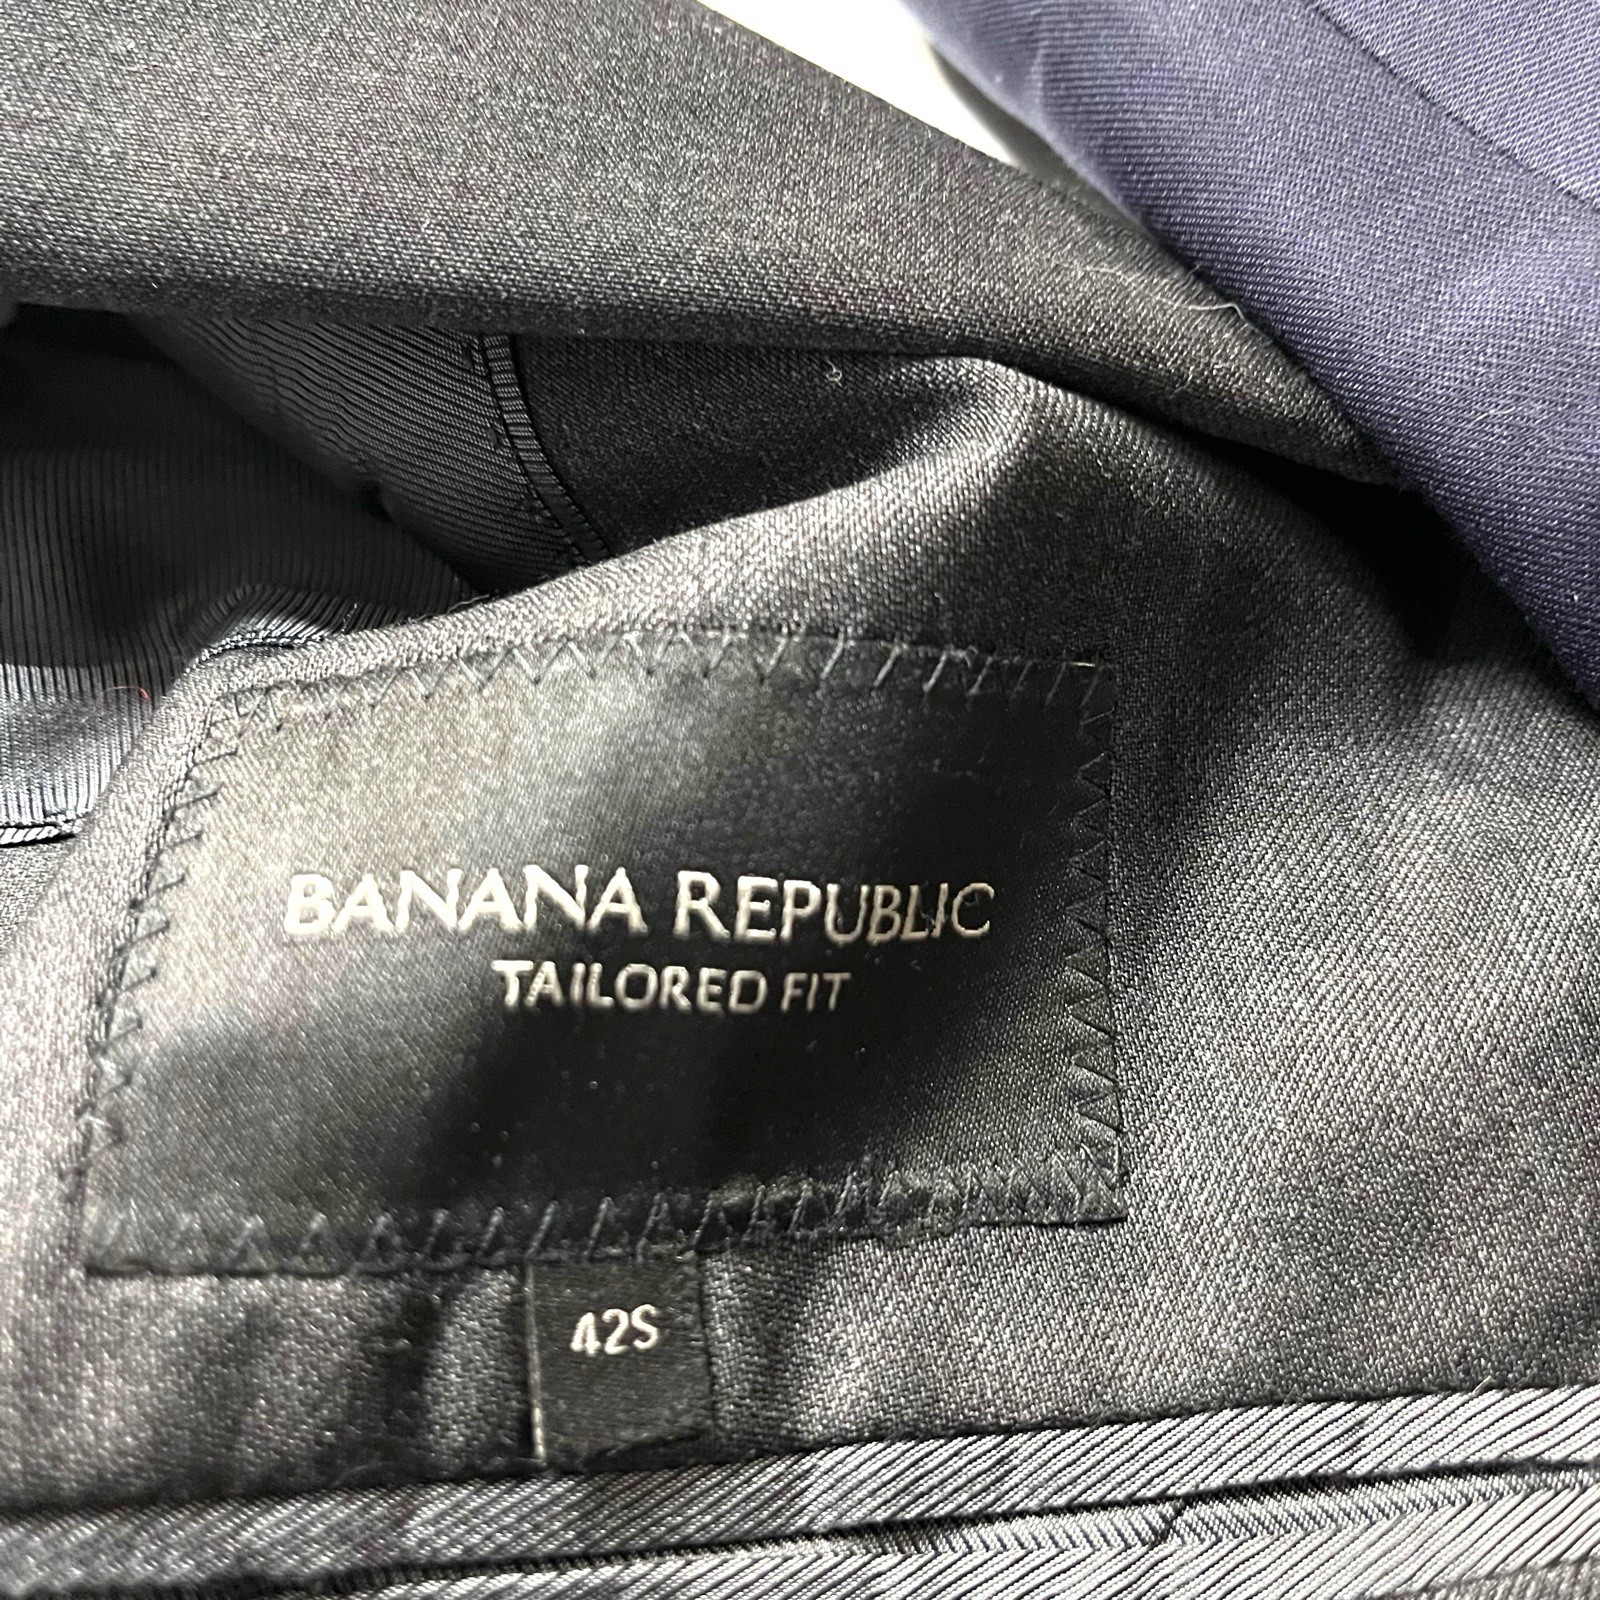 BANANA REPUBLIC
TAILORED FIT
42S